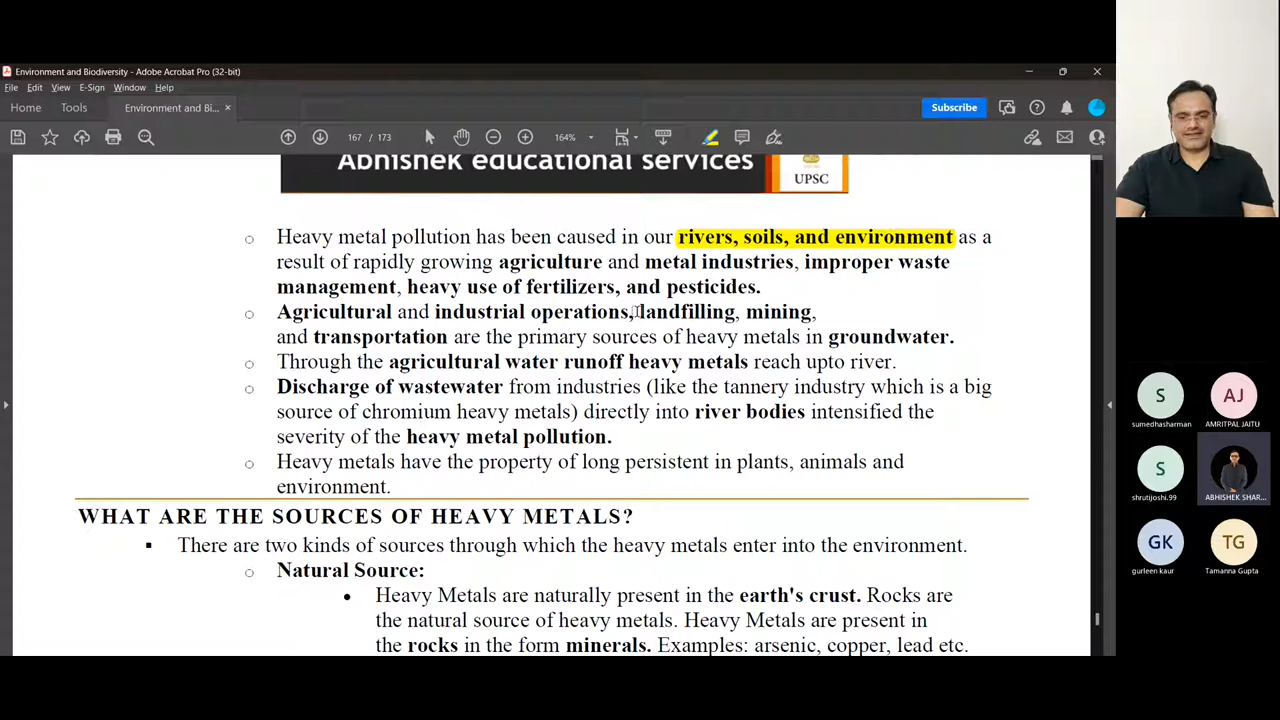 Environment and Biodiversity - Adobe Acrobat Pro (32-bit)
File Edit View E-Sign Window Help
Home Tools Environment and Bi... × Subscribe
167 / 173 164%
Abhishek educational services
UPSC
○ Heavy metal pollution has been caused in our rivers, soils, and environment as a
result of rapidly growing agriculture and metal industries, improper waste
management, heavy use of fertilizers, and pesticides.
○ Agricultural and industrial operations, landfilling, mining,
and transportation are the primary sources of heavy metals in groundwater.
○ Through the agricultural water runoff heavy metals reach upto river.
○ Discharge of wastewater from industries (like the tannery industry which is a big
source of chromium heavy metals) directly into river bodies intensified the
severity of the heavy metal pollution.
○ Heavy metals have the property of long persistent in plants, animals and
environment.
WHAT ARE THE SOURCES OF HEAVY METALS?
▪ There are two kinds of sources through which the heavy metals enter into the environment.
○ Natural Source:
• Heavy Metals are naturally present in the earth's crust. Rocks are
the natural source of heavy metals. Heavy Metals are present in
the rocks in the form minerals. Examples: arsenic, copper, lead etc.
S AJ
sumedhasharman AMRITPAL JAITU
S
shrutijoshi.99 ABHISHEK SHAR...
GK TG
gurleen kaur Tamanna Gupta